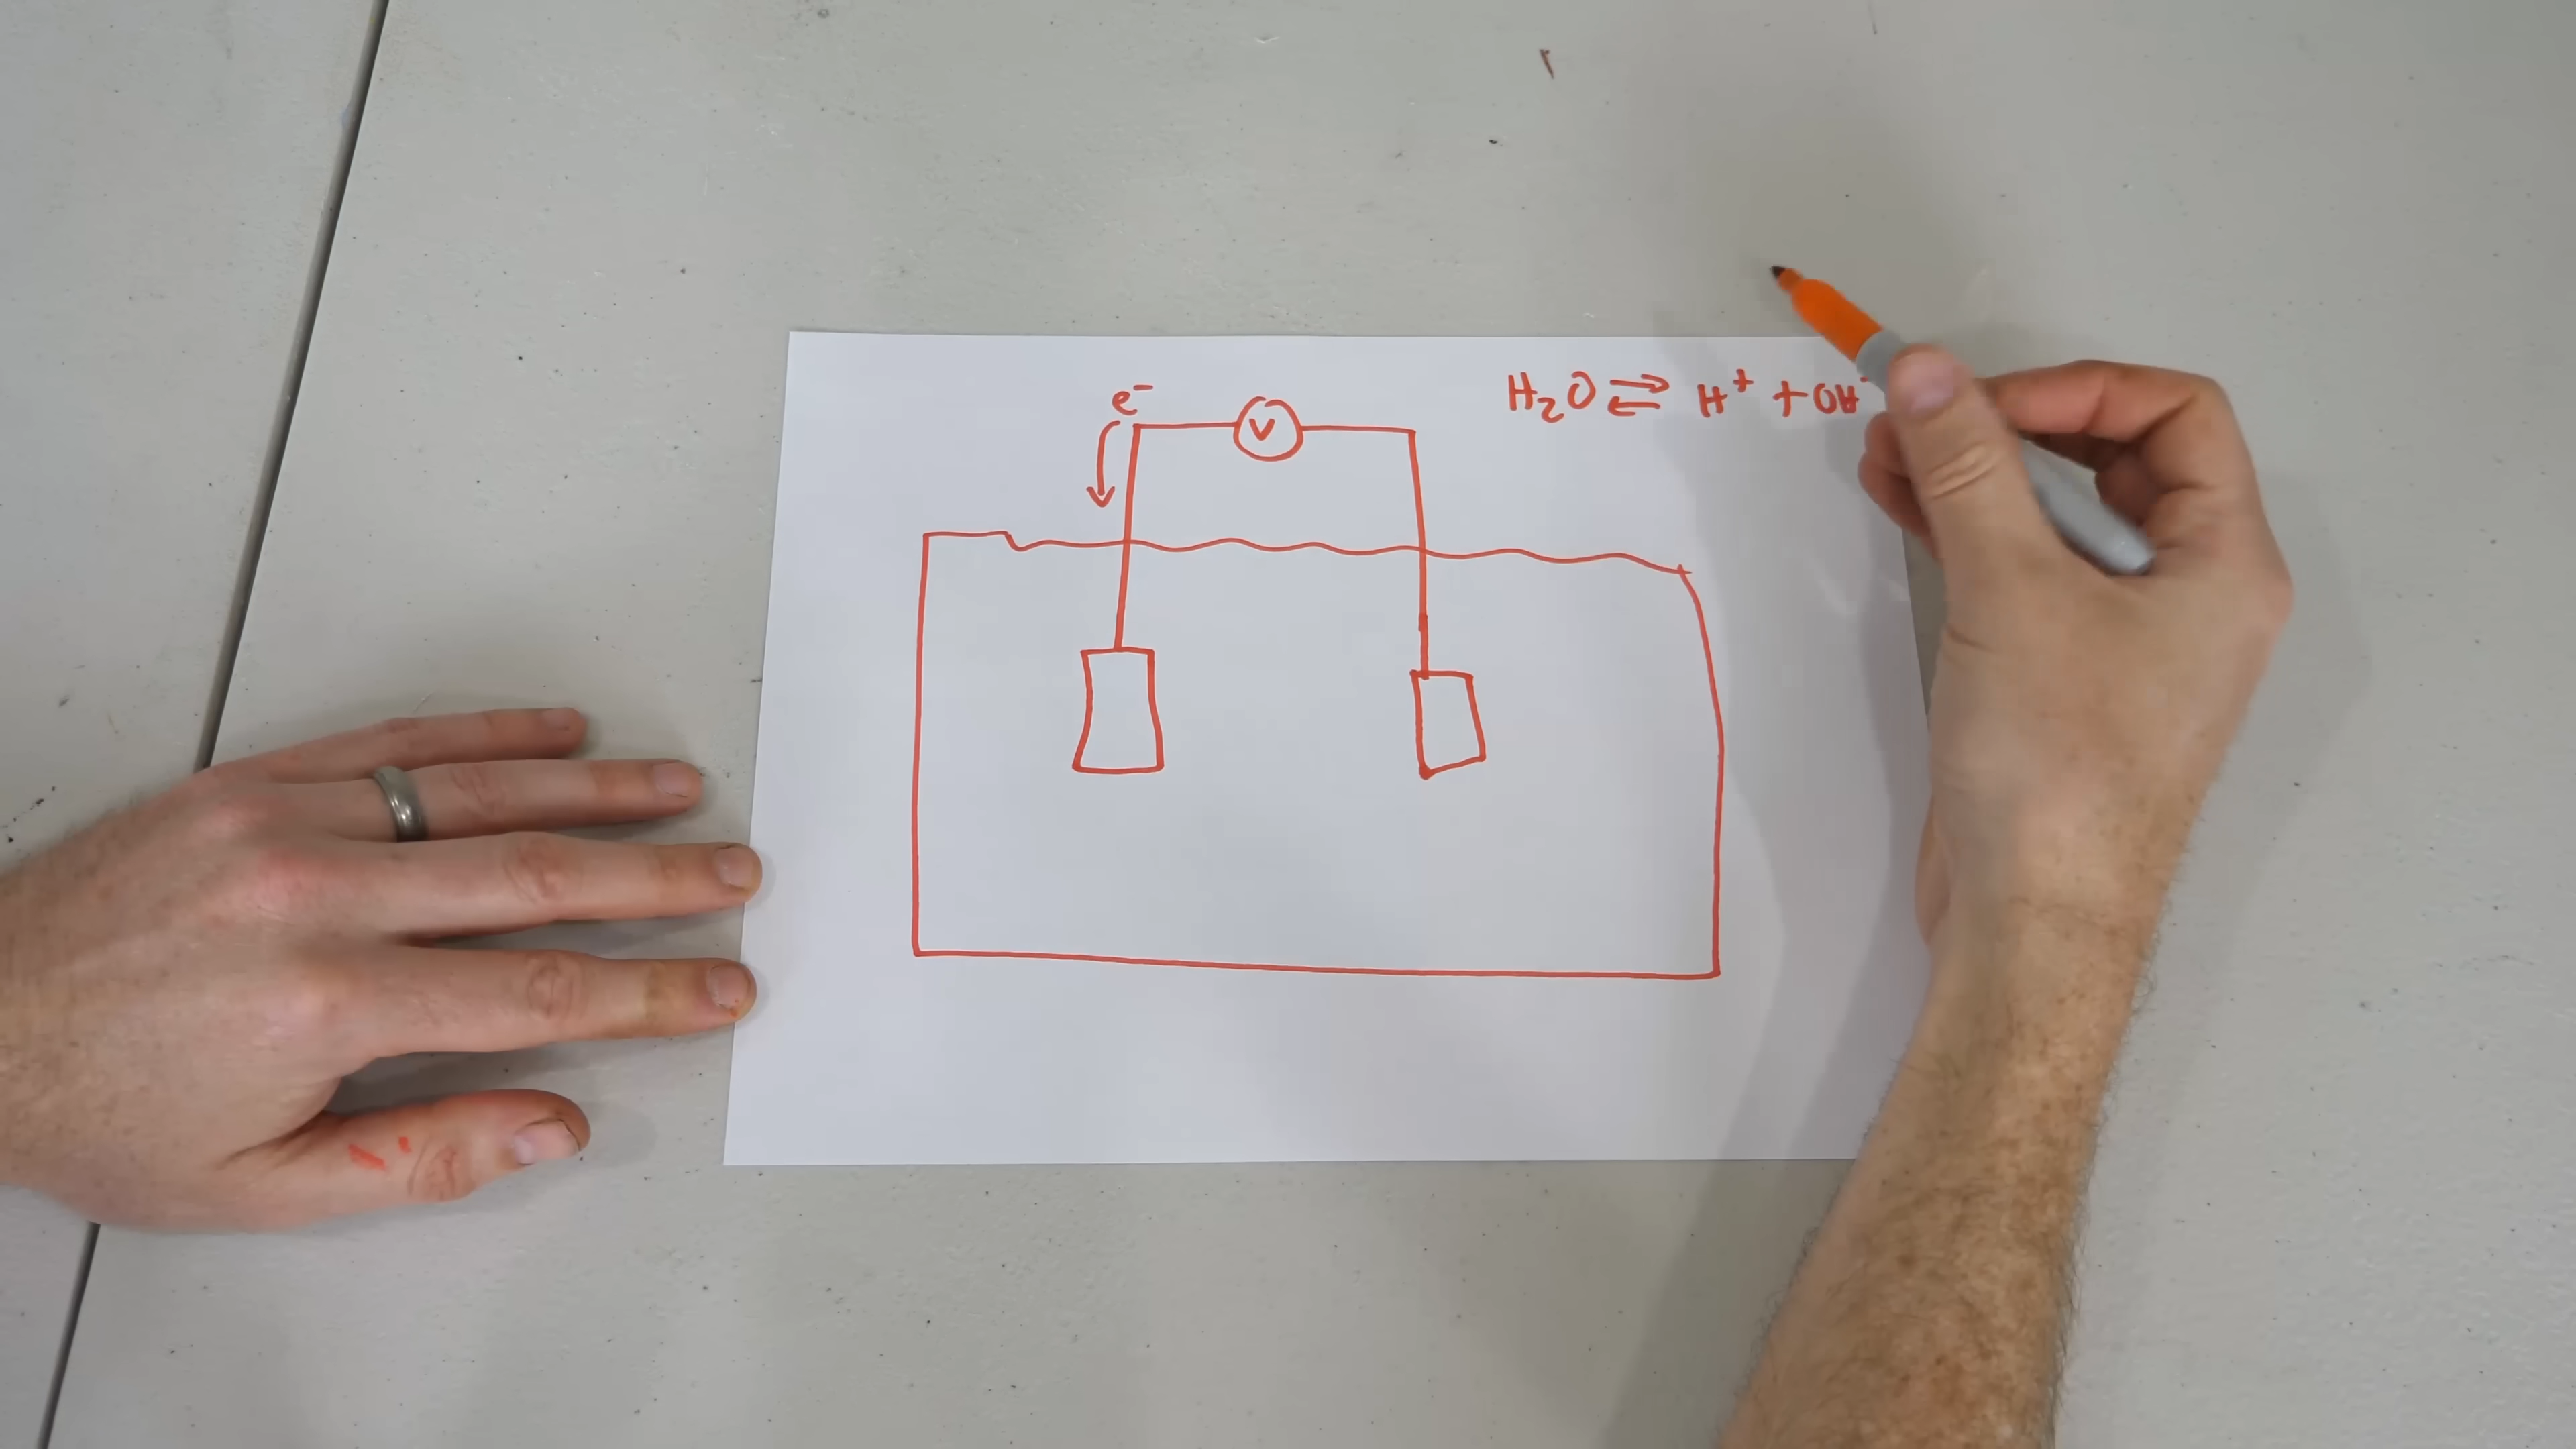 e⁻
V
H₂O ⇌ H⁺ + OH⁻